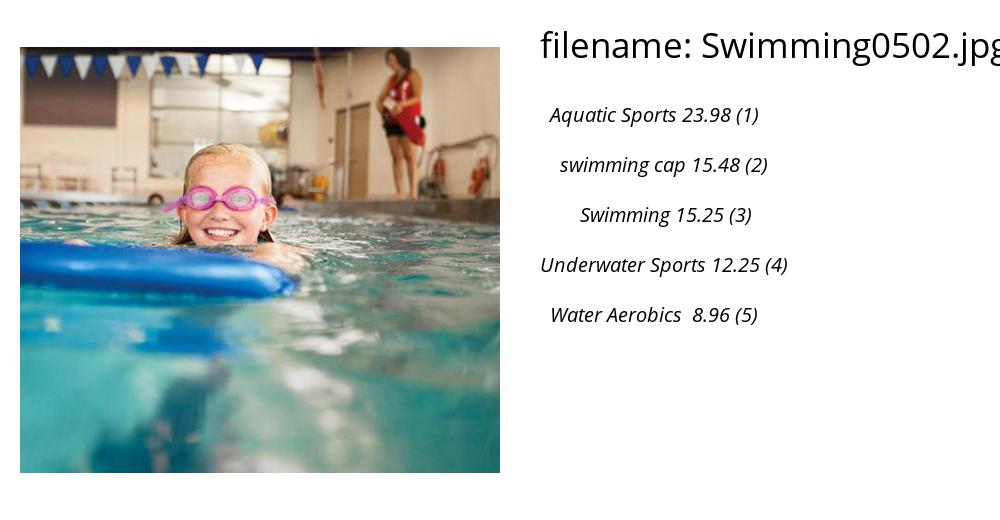 filename: Swimming0502.jpg
Aquatic Sports 23.98 (1)
swimming cap 15.48 (2)
Swimming 15.25 (3)
Underwater Sports 12.25 (4)
Water Aerobics 8.96 (5)